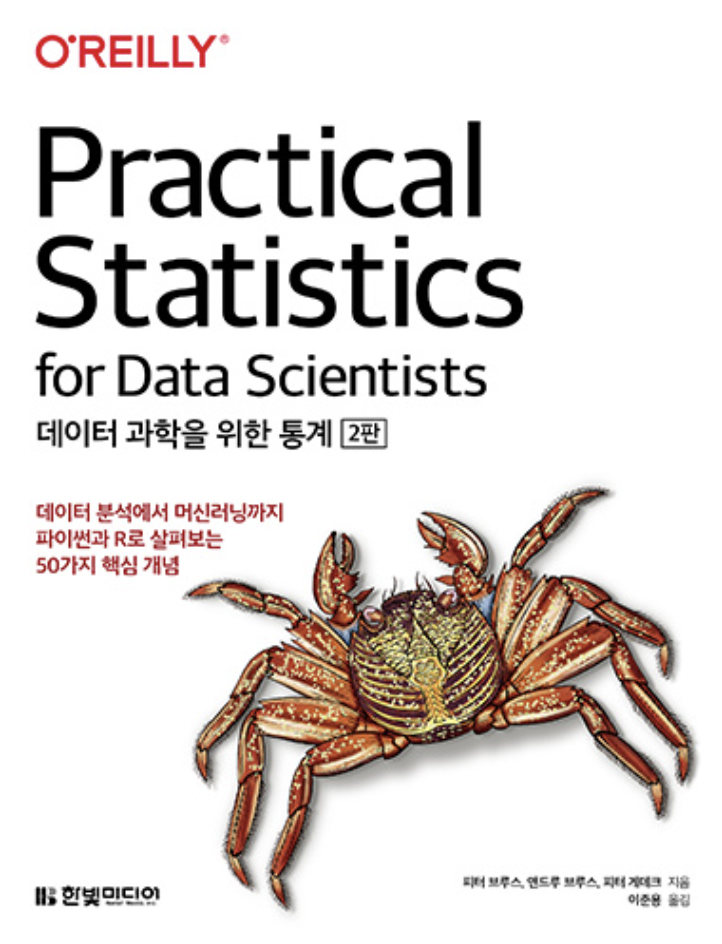 O'REILLY®
Practical
Statistics
for Data Scientists
데이터 과학을 위한 통계 2판
데이터 분석에서 머신러닝까지
파이썬과 R로 살펴보는
50가지 핵심 개념
피터 브루스, 앤드루 브루스, 피터 게데크 지음
이준용 옮김
한빛미디어